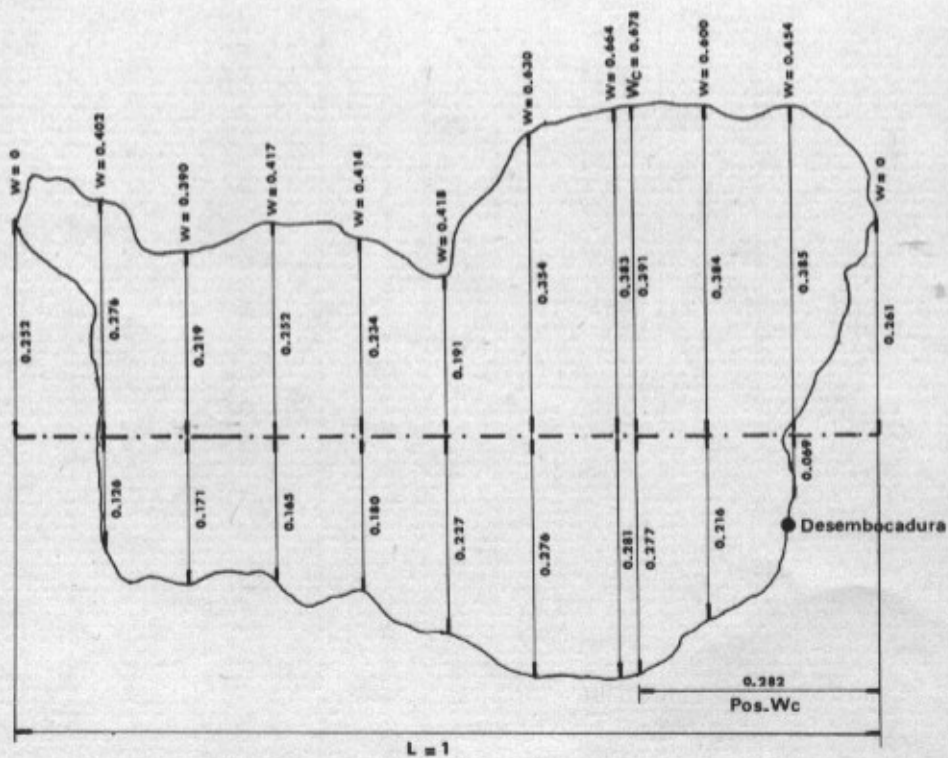 W = 0
W = 0.402
W = 0.390
W = 0.417
W = 0.414
W = 0.418
W = 0.630
W = 0.664
Wc = 0.678
W = 0.600
W = 0.454
W = 0
0.252
0.276
0.219
0.252
0.234
0.191
0.354
0.383
0.391
0.384
0.385
0.261
0.126
0.171
0.165
0.180
0.227
0.276
0.281
0.277
0.216
0.069
Desembocadura
0.282
Pos.Wc
L = 1